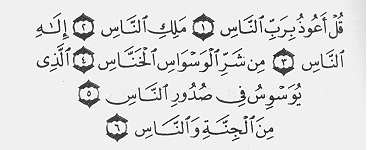 قُلْ أَعُوذُ بِرَبِّ ٱلنَّاسِ ۝١ مَلِكِ ٱلنَّاسِ ۝٢ إِلَٰهِ
ٱلنَّاسِ ۝٣ مِن شَرِّ ٱلْوَسْوَاسِ ٱلْخَنَّاسِ ۝٤ ٱلَّذِى
يُوَسْوِسُ فِى صُدُورِ ٱلنَّاسِ ۝٥
مِنَ ٱلْجِنَّةِ وَٱلنَّاسِ ۝٦